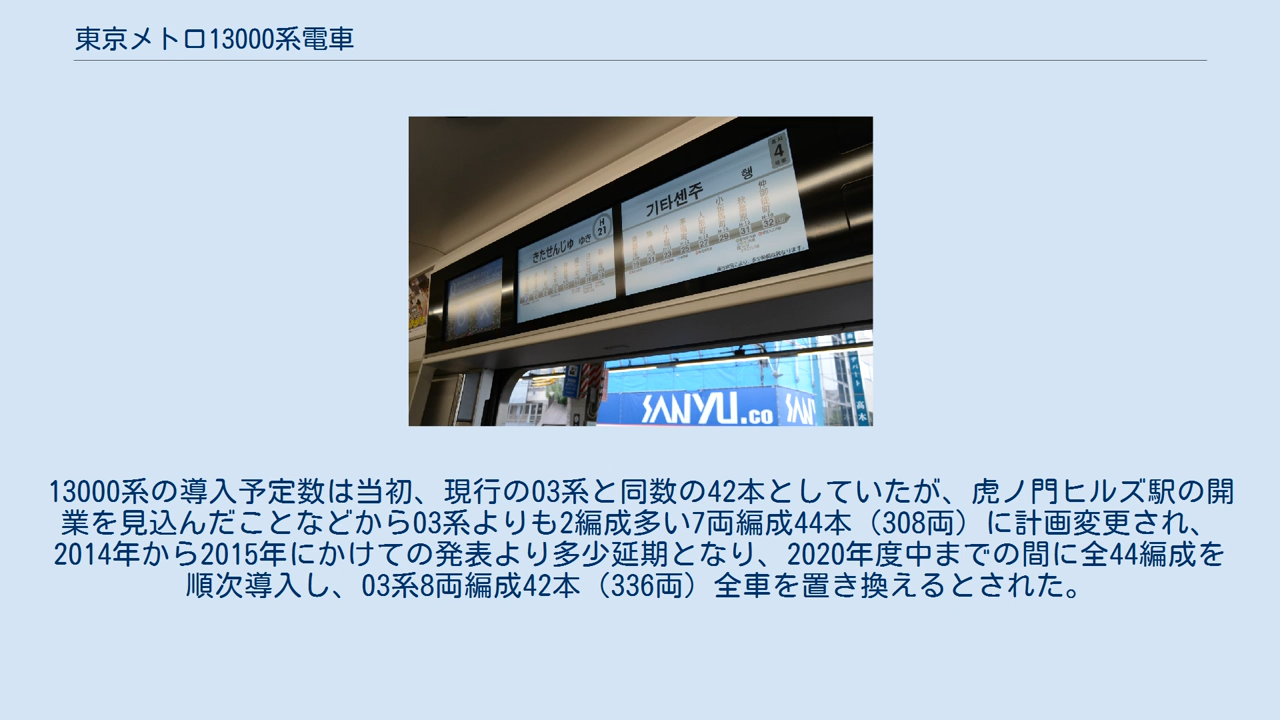 東京メトロ13000系電車
4
기타센주 행
H
21
きたせんじゅ ゆき
SANYU.co
SAN
高本
13000系の導入予定数は当初、現行の03系と同数の42本としていたが、虎ノ門ヒルズ駅の開
業を見込んだことなどから03系よりも2編成多い7両編成44本（308両）に計画変更され、
2014年から2015年にかけての発表より多少延期となり、2020年度中までの間に全44編成を
順次導入し、03系8両編成42本（336両）全車を置き換えるとされた。